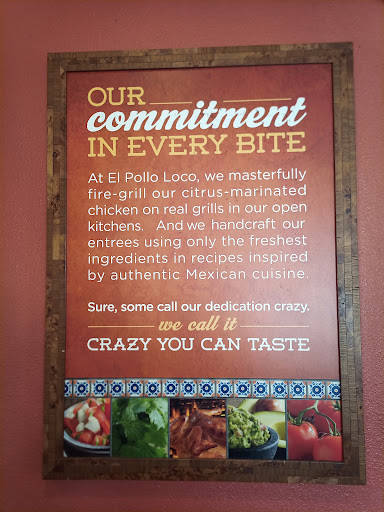 OUR
commitment
IN EVERY BITE
At El Pollo Loco, we masterfully
fire-grill our citrus-marinated
chicken on real grills in our open
kitchens. And we handcraft our
entrees using only the freshest
ingredients in recipes inspired
by authentic Mexican cuisine.
Sure, some call our dedication crazy.
we call it
CRAZY YOU CAN TASTE